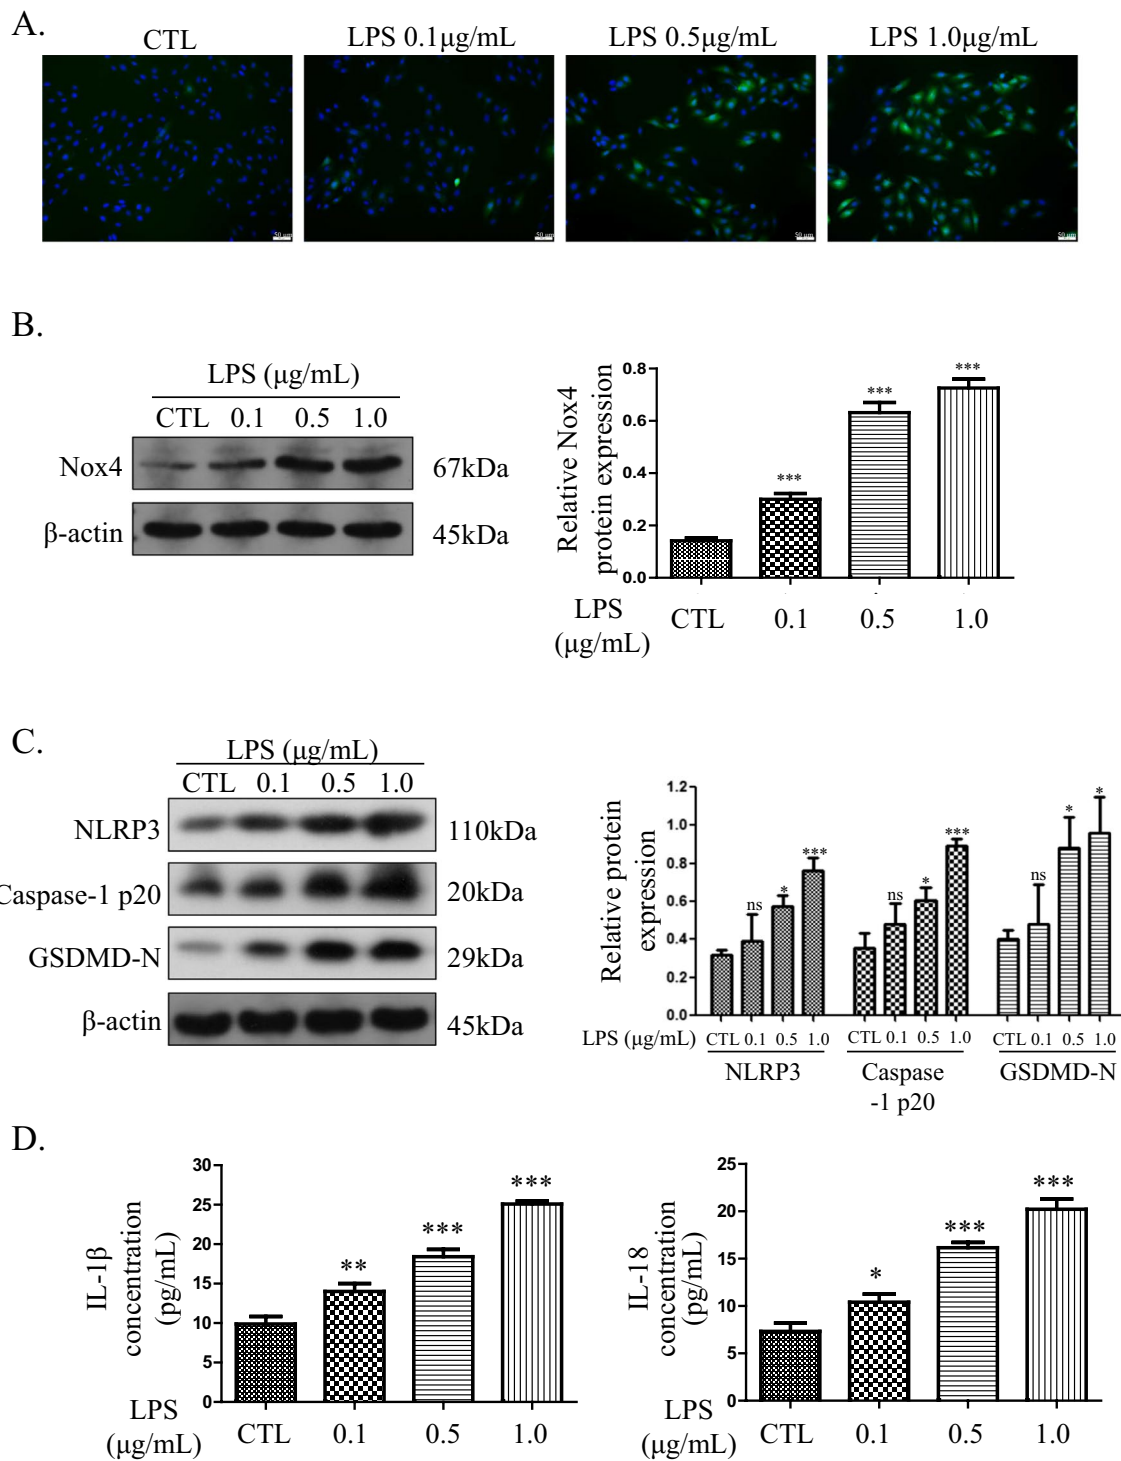 A.
CTL LPS 0.1μg/mL LPS 0.5μg/mL LPS 1.0μg/mL
50 μm 50 μm 50 μm 50 μm
B.
LPS (μg/mL)
CTL 0.1 0.5 1.0
Nox4 67kDa
β-actin 45kDa
Relative Nox4
protein expression
0.8
0.6
0.4
0.2
0.0
*** *** ***
LPS
(μg/mL)
CTL 0.1 0.5 1.0
C.
LPS (μg/mL)
CTL 0.1 0.5 1.0
NLRP3 110kDa
Caspase-1 p20 20kDa
GSDMD-N 29kDa
β-actin 45kDa
Relative protein
expression
1.2
1.0
0.8
0.6
0.4
0.2
0.0
ns * *** ns * *** ns * *
LPS (μg/mL) CTL 0.1 0.5 1.0 CTL 0.1 0.5 1.0 CTL 0.1 0.5 1.0
NLRP3 Caspase GSDMD-N
-1 p20
D.
IL-1β
concentration
(pg/mL)
30
25
20
15
10
5
0
** *** ***
LPS
(μg/mL)
CTL 0.1 0.5 1.0
IL-18
concentration
(pg/mL)
25
20
15
10
5
0
* *** ***
LPS
(μg/mL)
CTL 0.1 0.5 1.0